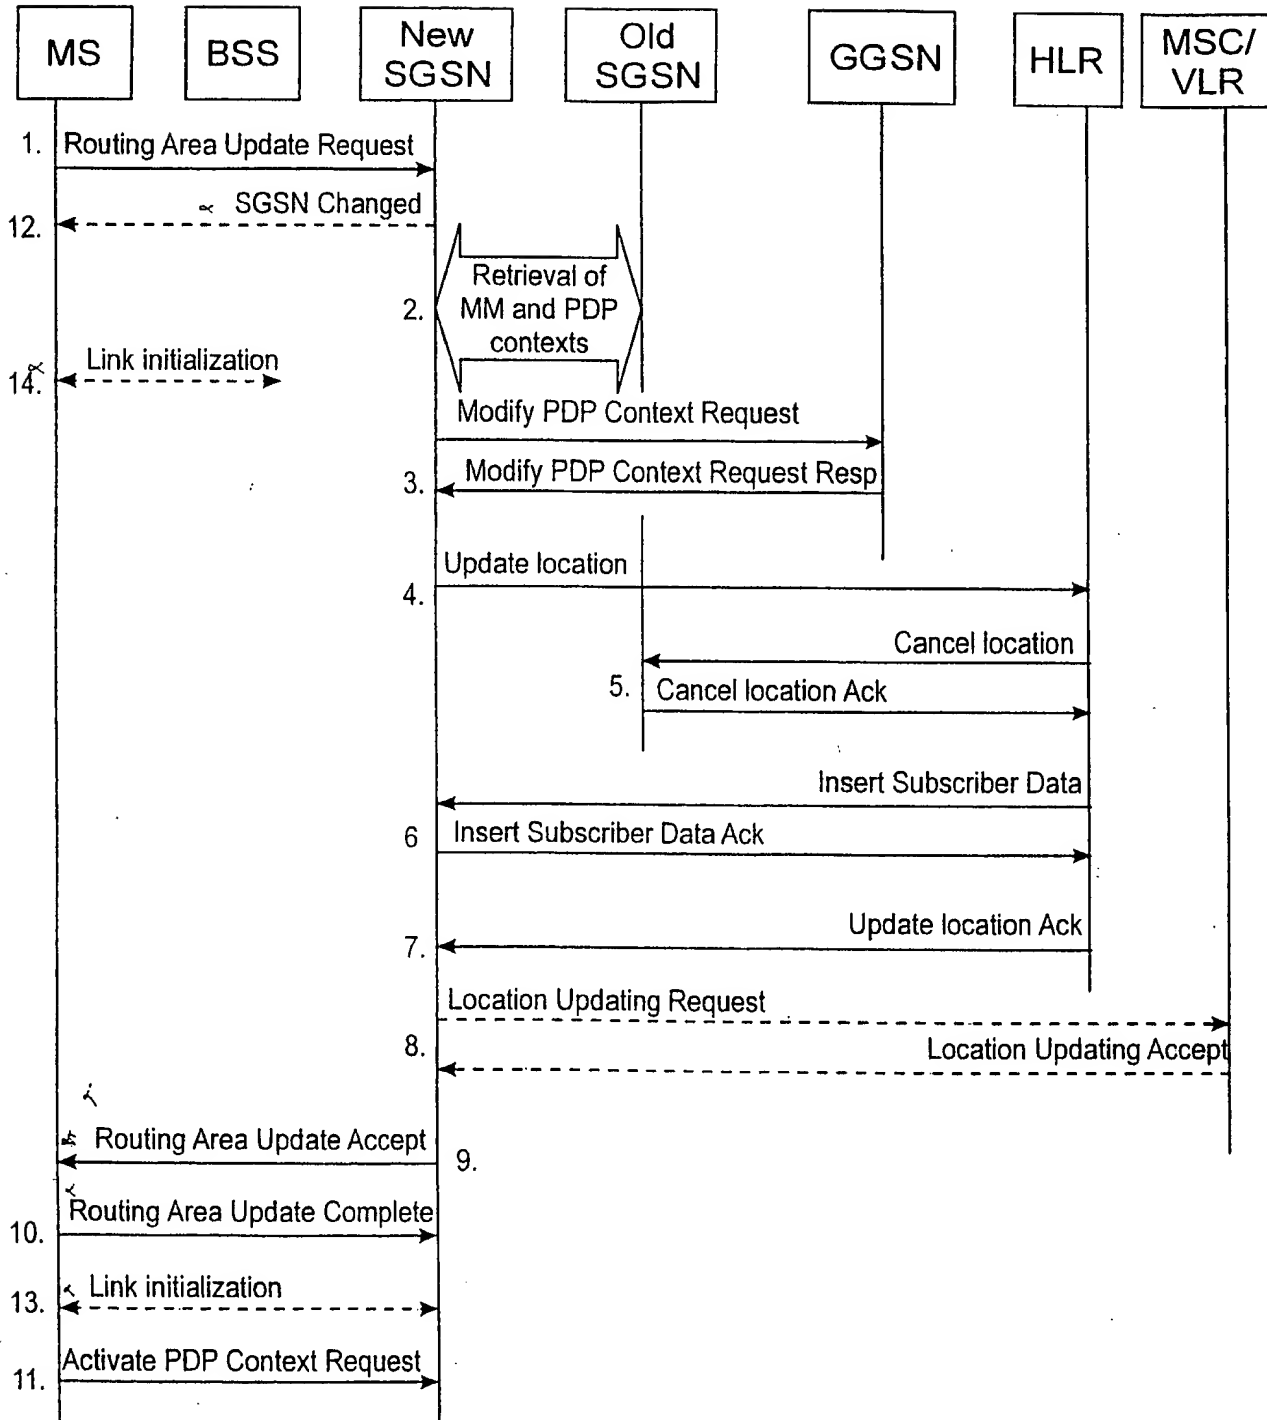 MS
BSS
New
SGSN
Old
SGSN
GGSN
HLR
MSC/
VLR
1. Routing Area Update Request
SGSN Changed
12.
Retrieval of
2. MM and PDP
contexts
Link initialization
14.
Modify PDP Context Request
3. Modify PDP Context Request Resp
Update location
4.
Cancel location
5. Cancel location Ack
Insert Subscriber Data
6 Insert Subscriber Data Ack
Update location Ack
7.
Location Updating Request
8. Location Updating Accept
Routing Area Update Accept 9.
Routing Area Update Complete
10.
Link initialization
13.
Activate PDP Context Request
11.